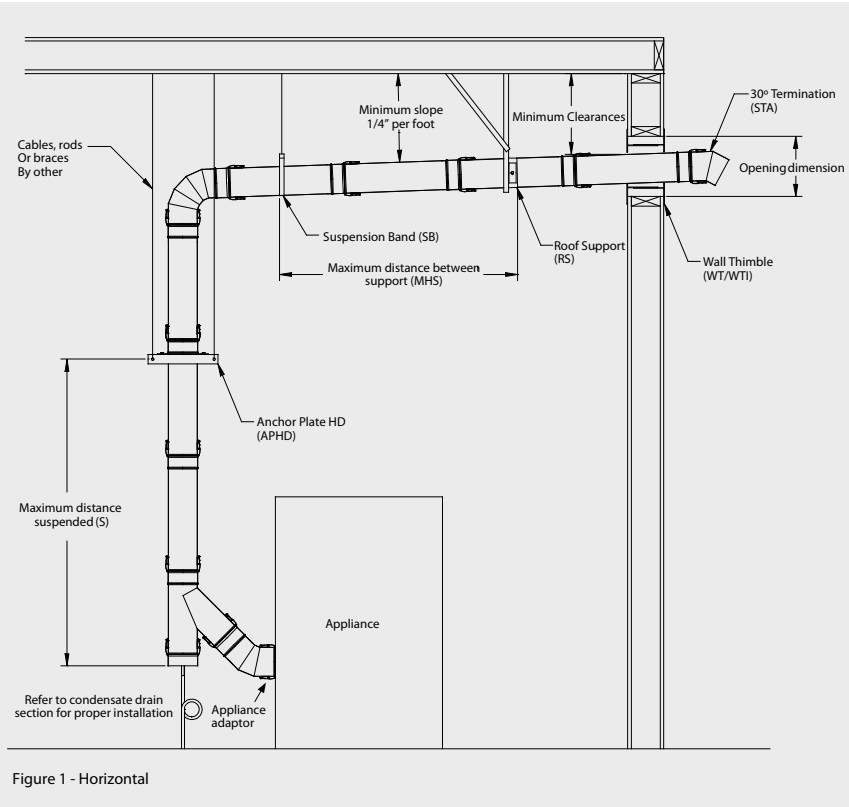 Minimum slope
1/4” per foot
Minimum Clearances
30º Termination
(STA)
Cables, rods
Or braces
By other
Opening dimension
Suspension Band (SB)
Roof Support
(RS)
Wall Thimble
(WT/WTI)
Maximum distance between
support (MHS)
Anchor Plate HD
(APHD)
Maximum distance
suspended (S)
Appliance
Refer to condensate drain
section for proper installation
Appliance
adaptor
Figure 1 - Horizontal